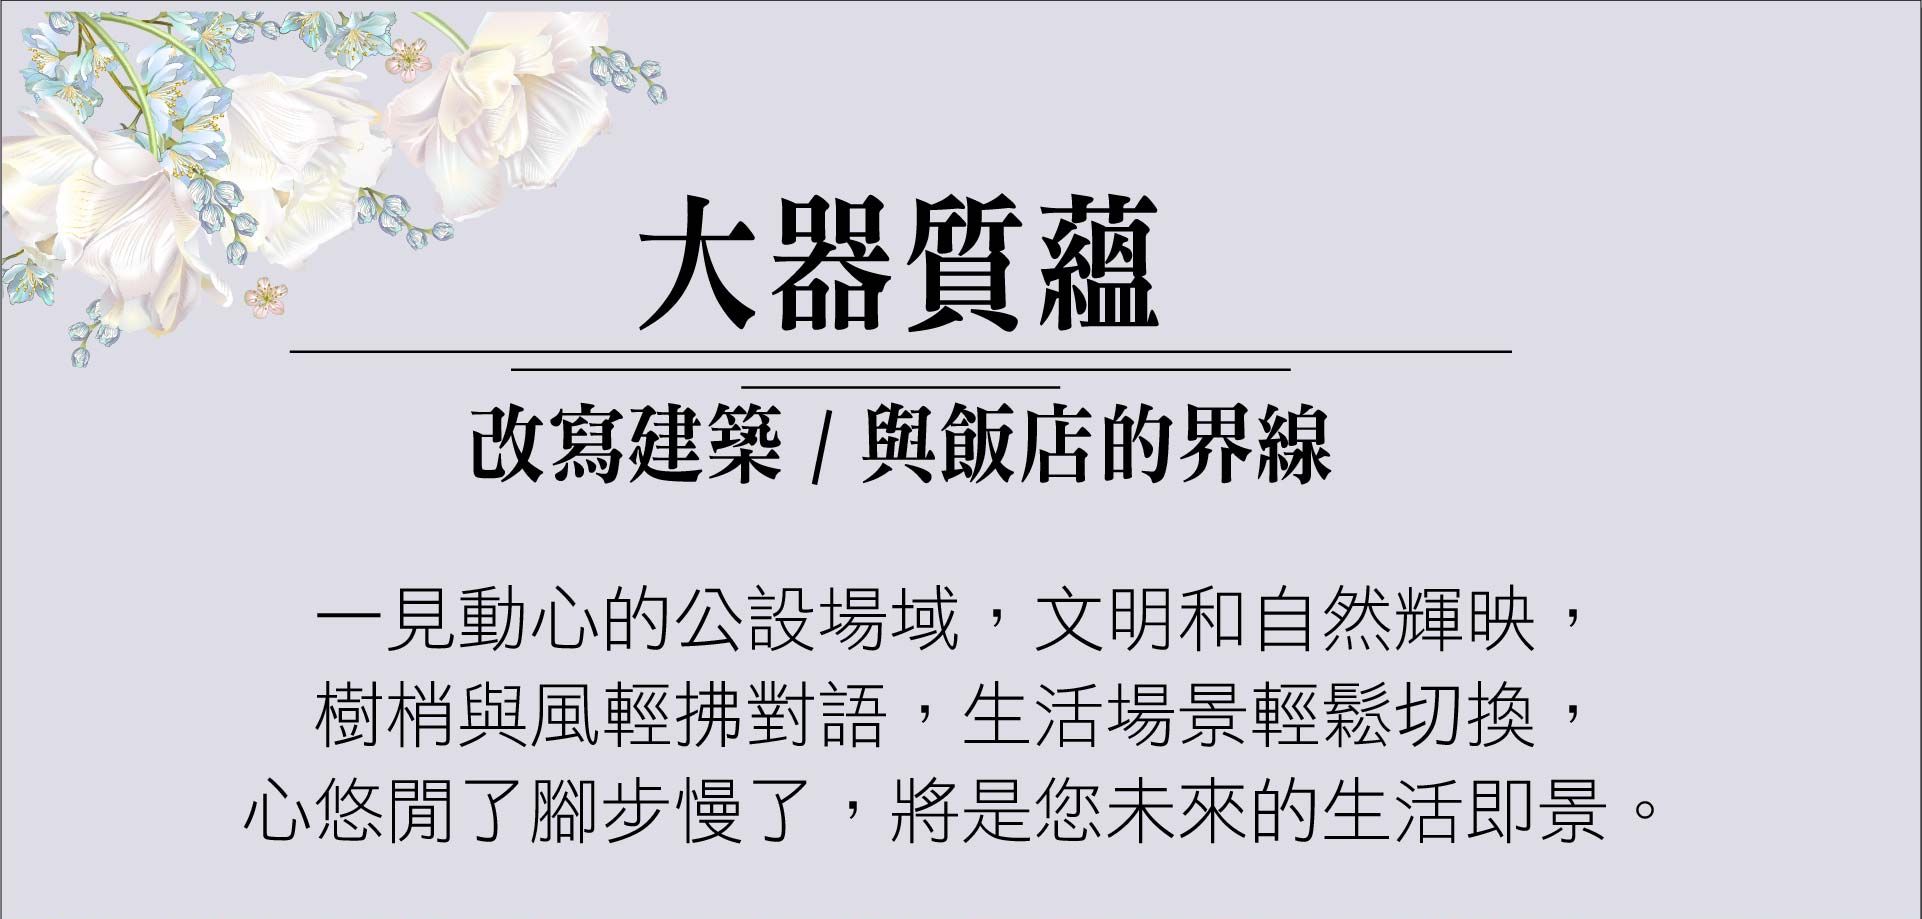 大器質蘊
改寫建築 / 與飯店的界線
一見動心的公設場域，文明和自然輝映，
樹梢與風輕拂對語，生活場景輕鬆切換，
心悠閒了腳步慢了，將是您未來的生活即景。